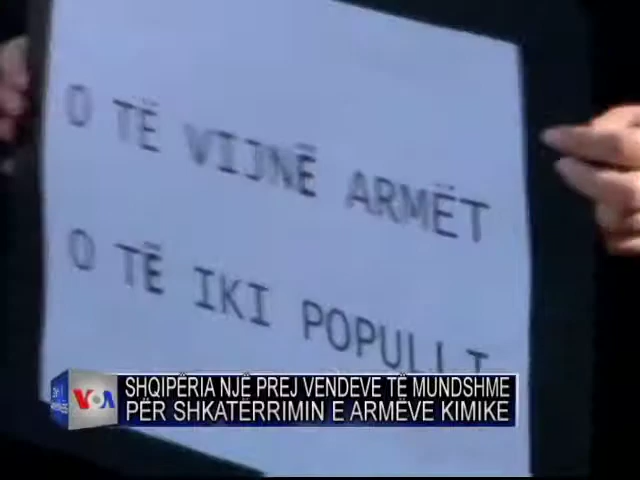 O TË VIJNË ARMËT
O TË IKI POPULLI
VOA
SHQIPËRIA NJË PREJ VENDEVE TË MUNDSHME
PËR SHKATËRRIMIN E ARMËVE KIMIKE